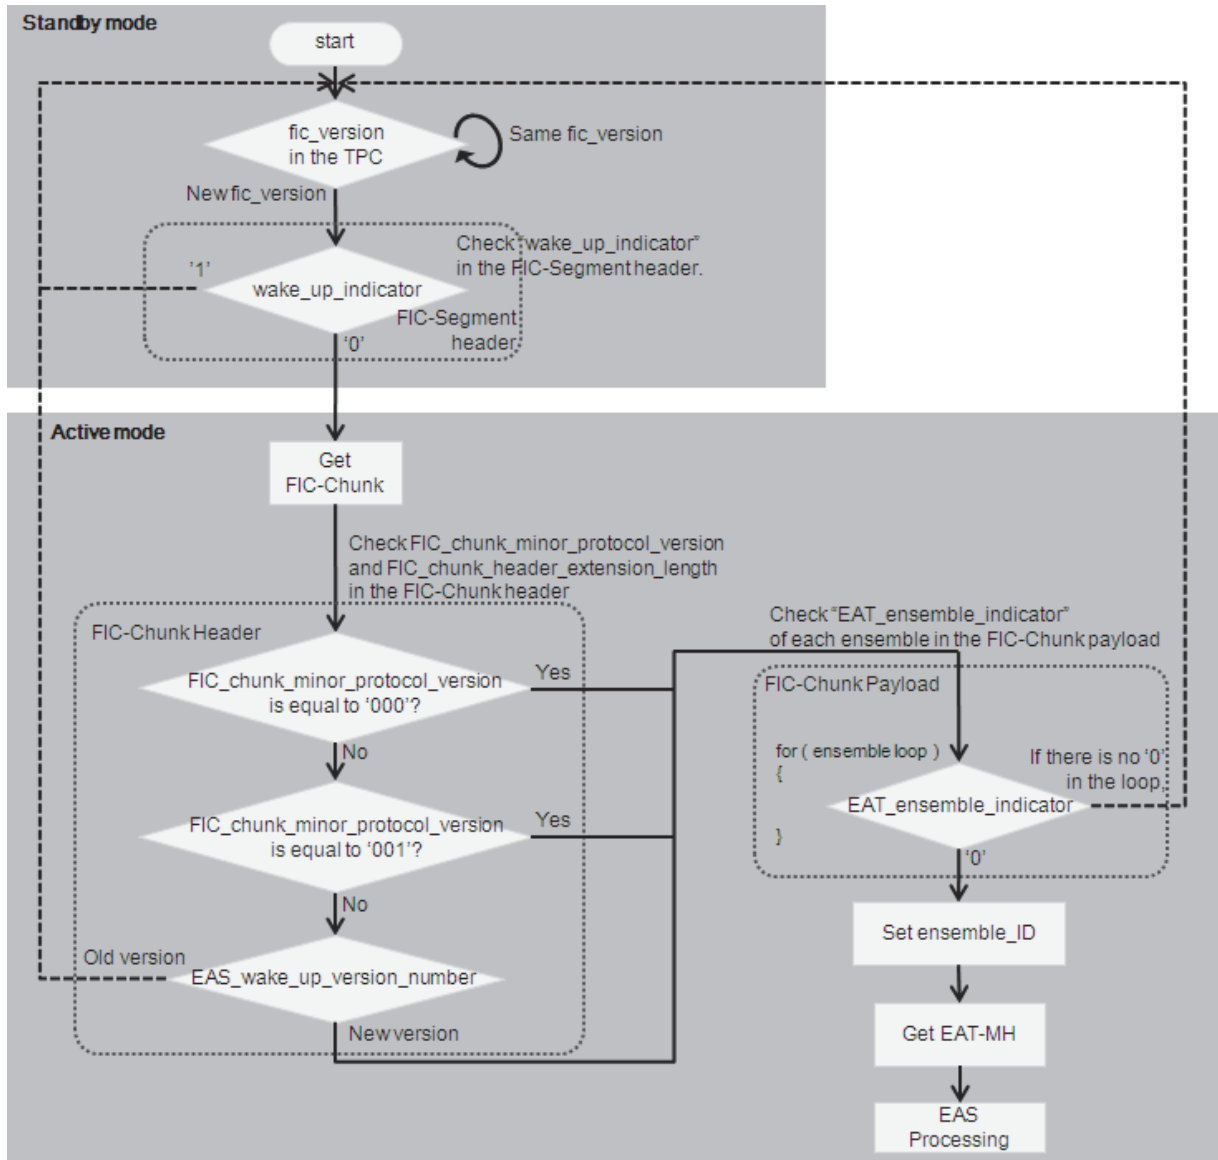 Standby mode
start
fic_version
in the TPC
Same fic_version
New fic_version
Check "wake_up_indicator"
in the FIC-Segment header.
'1'
wake_up_indicator
FIC-Segment
header
'0'
Active mode
Get
FIC-Chunk
Check FIC_chunk_minor_protocol_version
and FIC_chunk_header_extension_length
in the FIC-Chunk header
FIC-Chunk Header
FIC_chunk_minor_protocol_version
is equal to '000'?
Yes
No
FIC_chunk_minor_protocol_version
is equal to '001'?
Yes
No
Old version
EAS_wake_up_version_number
New version
Check "EAT_ensemble_indicator"
of each ensemble in the FIC-Chunk payload
FIC-Chunk Payload
for ( ensemble loop )
{
}
If there is no '0'
in the loop,
EAT_ensemble_indicator
'0'
Set ensemble_ID
Get EAT-MH
EAS
Processing